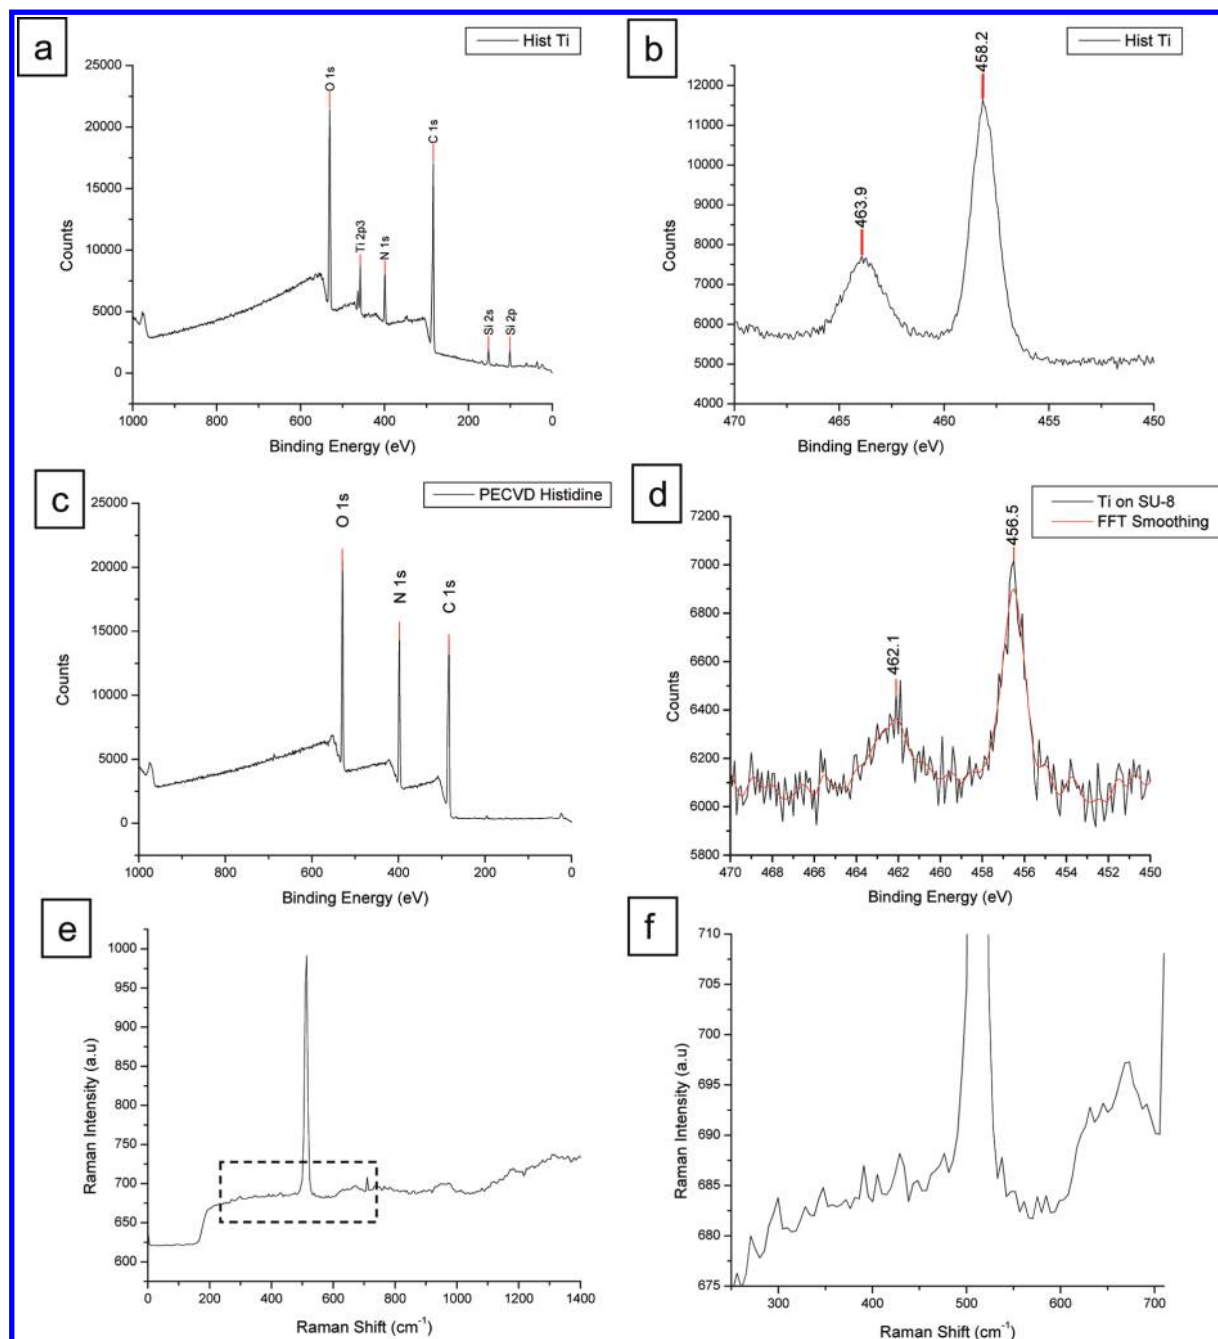 a
Hist Ti
25000
20000
15000
10000
5000
0
Counts
O 1s
Ti 2p3
N 1s
C 1s
Si 2s
Si 2p
1000 800 600 400 200 0
Binding Energy (eV)
b
Hist Ti
12000
11000
10000
9000
8000
7000
6000
5000
4000
Counts
463.9
458.2
470 465 460 455 450
Binding Energy (eV)
c
PECVD Histidine
25000
20000
15000
10000
5000
0
Counts
O 1s
N 1s
C 1s
1000 800 600 400 200 0
Binding Energy (eV)
d
Ti on SU-8
FFT Smoothing
7200
7000
6800
6600
6400
6200
6000
5800
Counts
462.1
456.5
470 468 466 464 462 460 458 456 454 452 450
Binding Energy (eV)
e
1000
950
900
850
800
750
700
650
600
Raman Intensity (a.u)
0 200 400 600 800 1000 1200 1400
Raman Shift (cm⁻¹)
f
710
705
700
695
690
685
680
675
Raman Intensity (a.u)
300 400 500 600 700
Raman Shift (cm⁻¹)